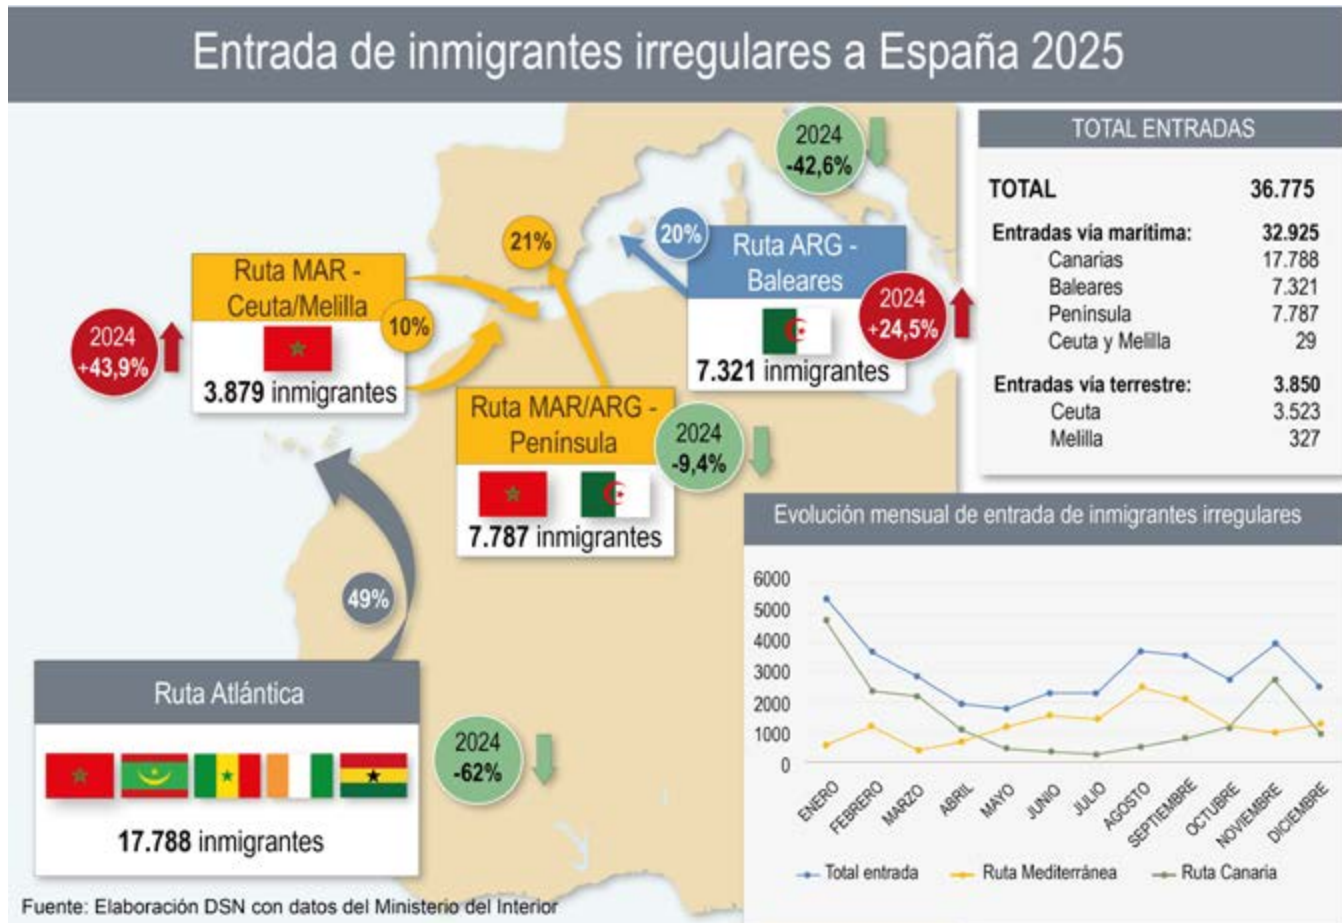 Entrada de inmigrantes irregulares a España 2025
2024
-42,6%
TOTAL ENTRADAS
TOTAL 36.775
Entradas vía marítima: 32.925
Canarias 17.788
Baleares 7.321
Península 7.787
Ceuta y Melilla 29
Entradas vía terrestre: 3.850
Ceuta 3.523
Melilla 327
21%
20%
Ruta ARG -
Baleares
2024
+24,5%
7.321 inmigrantes
Ruta MAR -
Ceuta/Melilla
10%
2024
+43,9%
3.879 inmigrantes
Ruta MAR/ARG -
Península
2024
-9,4%
7.787 inmigrantes
49%
Ruta Atlántica
2024
-62%
17.788 inmigrantes
Evolución mensual de entrada de inmigrantes irregulares
6000
5000
4000
3000
2000
1000
0
ENERO
FEBRERO
MARZO
ABRIL
MAYO
JUNIO
JULIO
AGOSTO
SEPTIEMBRE
OCTUBRE
NOVIEMBRE
DICIEMBRE
Total entrada
Ruta Mediterránea
Ruta Canaria
Fuente: Elaboración DSN con datos del Ministerio del Interior